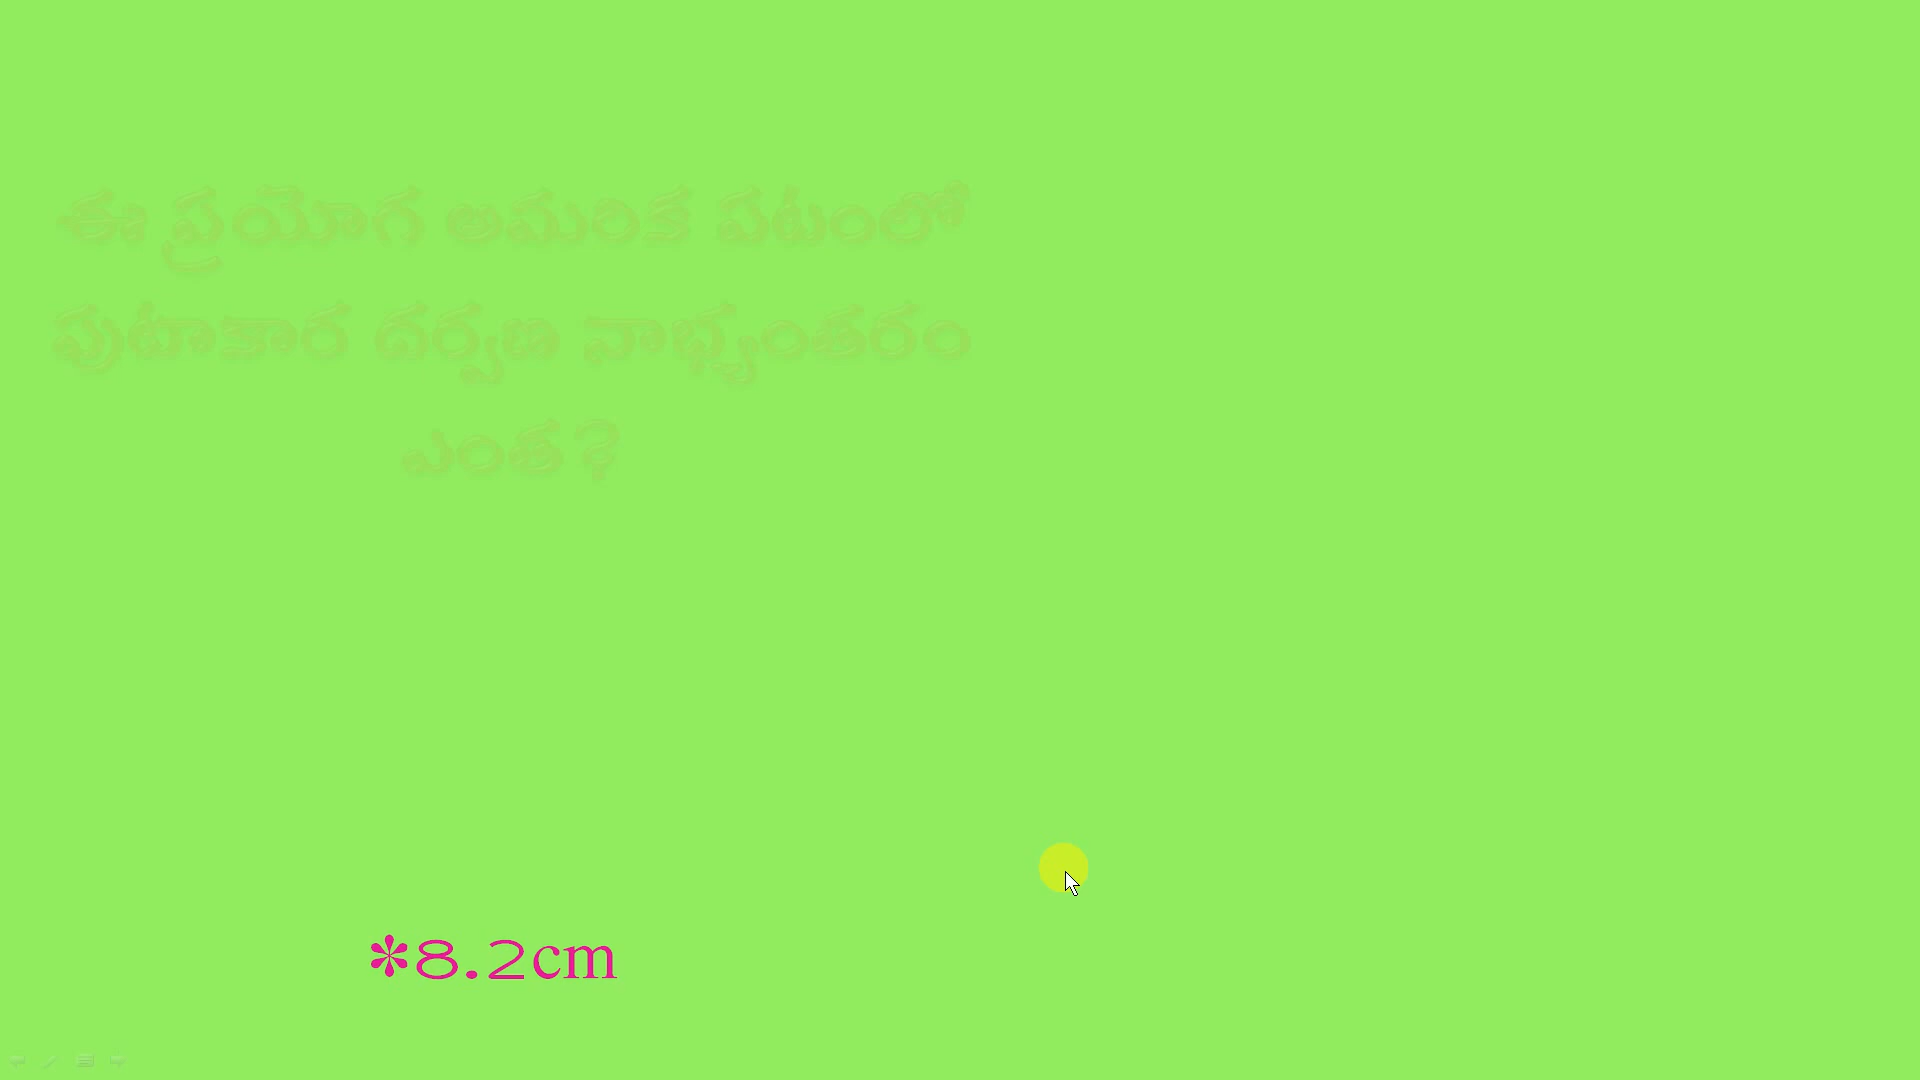 ఈ ప్రయోగ అమరిక పటంలో
పుటాకార దర్పణ నాభ్యంతరం
ఎంత ?
*8.2cm